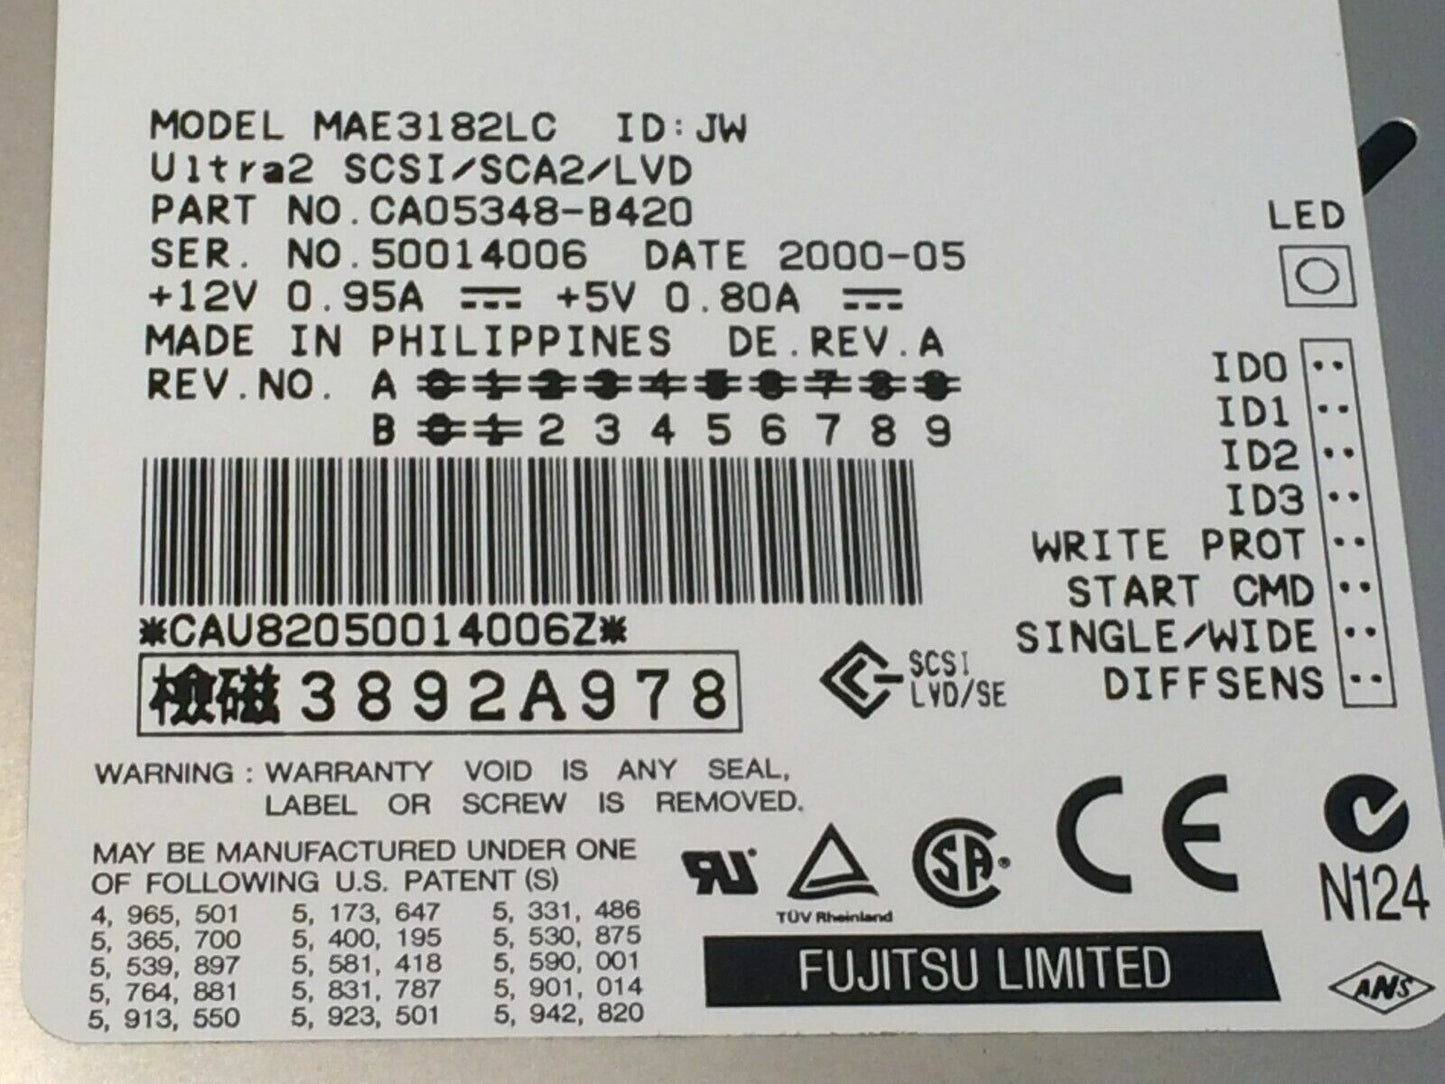 MODEL MAE3182LC ID:JW
Ultra2 SCSI/SCA2/LVD
PART NO.CA05348-B420
SER. NO.50014006 DATE 2000-05
+12V 0.95A ⎓ +5V 0.80A ⎓
MADE IN PHILIPPINES DE.REV.A
REV.NO. A 0 1 2 3 4 5 6 7 8 9
B 0 1 2 3 4 5 6 7 8 9
*CAU82050014006Z*
検磁 3892A978
SCSI
LVD/SE
LED
ID0
ID1
ID2
ID3
WRITE PROT
START CMD
SINGLE/WIDE
DIFFSENS
WARNING : WARRANTY VOID IS ANY SEAL,
LABEL OR SCREW IS REMOVED.
MAY BE MANUFACTURED UNDER ONE
OF FOLLOWING U.S. PATENT (S)
4, 965, 501 5, 173, 647 5, 331, 486
5, 365, 700 5, 400, 195 5, 530, 875
5, 539, 897 5, 581, 418 5, 590, 001
5, 764, 881 5, 831, 787 5, 901, 014
5, 913, 550 5, 923, 501 5, 942, 820
RU
TÜV Rheinland
SA
CE
N124
FUJITSU LIMITED
ANS